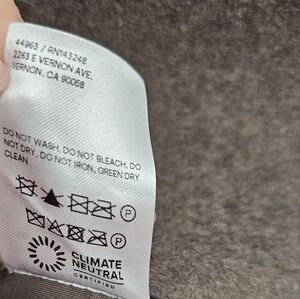 44963 / RN143248
2263 E VERNON AVE.
VERNON, CA 90058
DO NOT WASH, DO NOT BLEACH, DO
NOT DRY, DO NOT IRON, GREEN DRY
CLEAN
P
P
CLIMATE
NEUTRAL
CERTIFIED